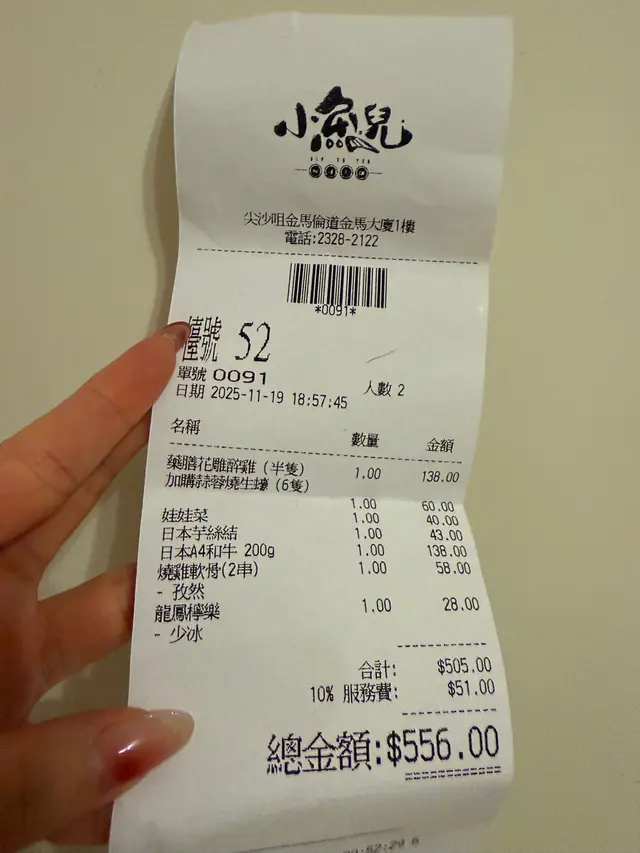 小漁兒
尖沙咀金馬倫道金馬大廈1樓
電話:2328-2122
*0091*
檯號 52
單號 0091
人數 2
日期 2025-11-19 18:57:45
名稱 數量 金額
藥膳花雕醉雞 (半隻) 1.00 138.00
加購蒜蓉燒生蠔 (6隻)
1.00 60.00
娃娃菜 1.00 40.00
日本芋絲結 1.00 43.00
日本A4和牛 200g 1.00 138.00
燒雞軟骨(2串) 1.00 58.00
- 孜然
龍鳳檸樂 1.00 28.00
- 少冰
合計: $505.00
10% 服務費: $51.00
總金額:$556.00